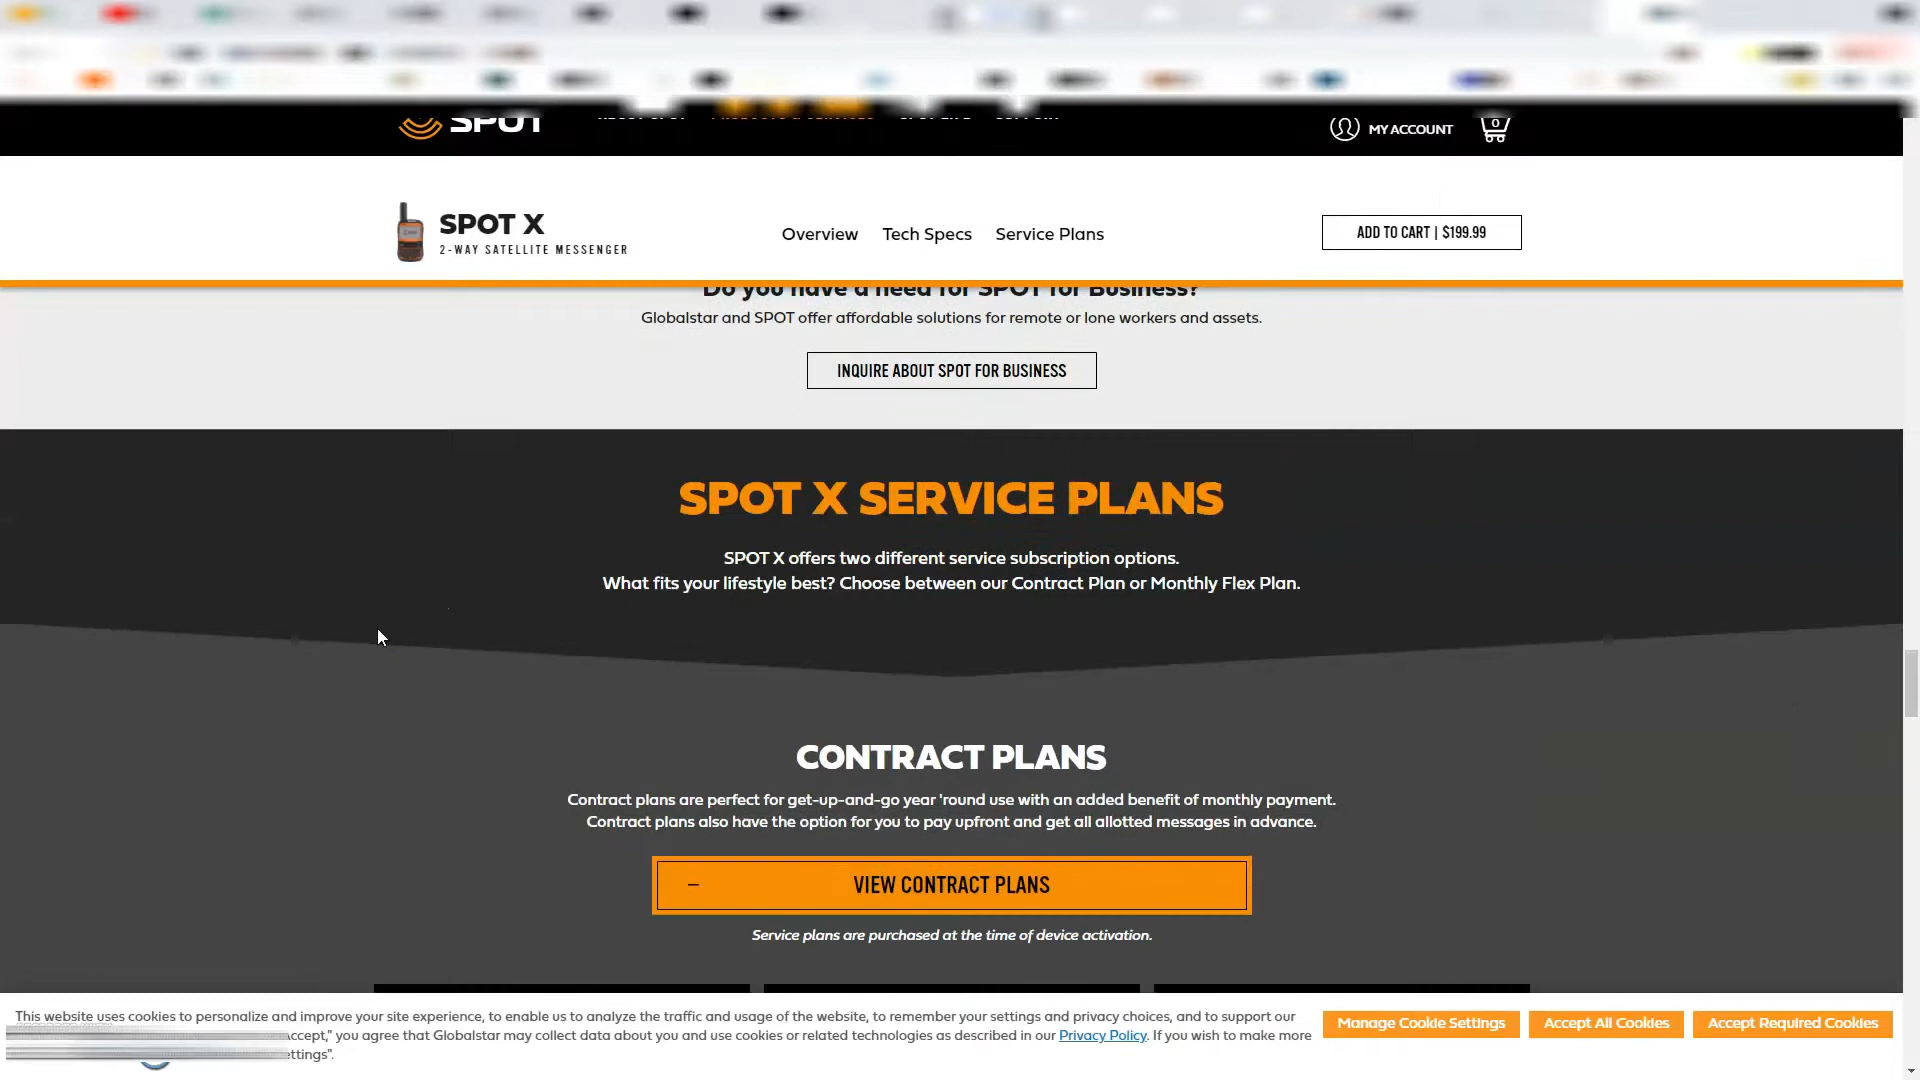 SPOT
MY ACCOUNT
0
SPOT X
2-WAY SATELLITE MESSENGER
Overview
Tech Specs
Service Plans
ADD TO CART | $199.99
Do you have a need for SPOT for Business?
Globalstar and SPOT offer affordable solutions for remote or lone workers and assets.
INQUIRE ABOUT SPOT FOR BUSINESS
SPOT X SERVICE PLANS
SPOT X offers two different service subscription options.
What fits your lifestyle best? Choose between our Contract Plan or Monthly Flex Plan.
CONTRACT PLANS
Contract plans are perfect for get-up-and-go year 'round use with an added benefit of monthly payment.
Contract plans also have the option for you to pay upfront and get all allotted messages in advance.
– VIEW CONTRACT PLANS
Service plans are purchased at the time of device activation.
This website uses cookies to personalize and improve your site experience, to enable us to analyze the traffic and usage of the website, to remember your settings and privacy choices, and to support our
Accept," you agree that Globalstar may collect data about you and use cookies or related technologies as described in our Privacy Policy. If you wish to make more
ettings".
Manage Cookie Settings
Accept All Cookies
Accept Required Cookies